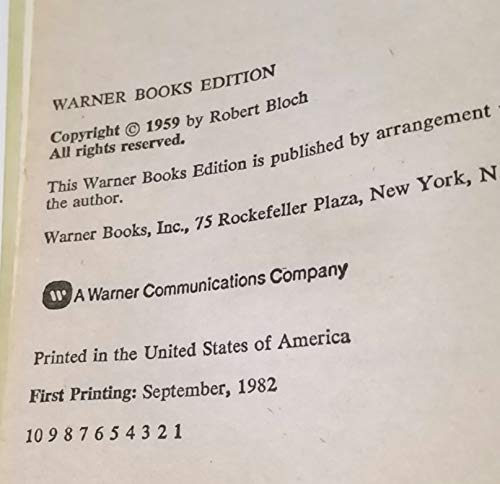 WARNER BOOKS EDITION
Copyright © 1959 by Robert Bloch
All rights reserved.
This Warner Books Edition is published by arrangement
the author.
Warner Books, Inc., 75 Rockefeller Plaza, New York, N
W A Warner Communications Company
Printed in the United States of America
First Printing: September, 1982
10 9 8 7 6 5 4 3 2 1